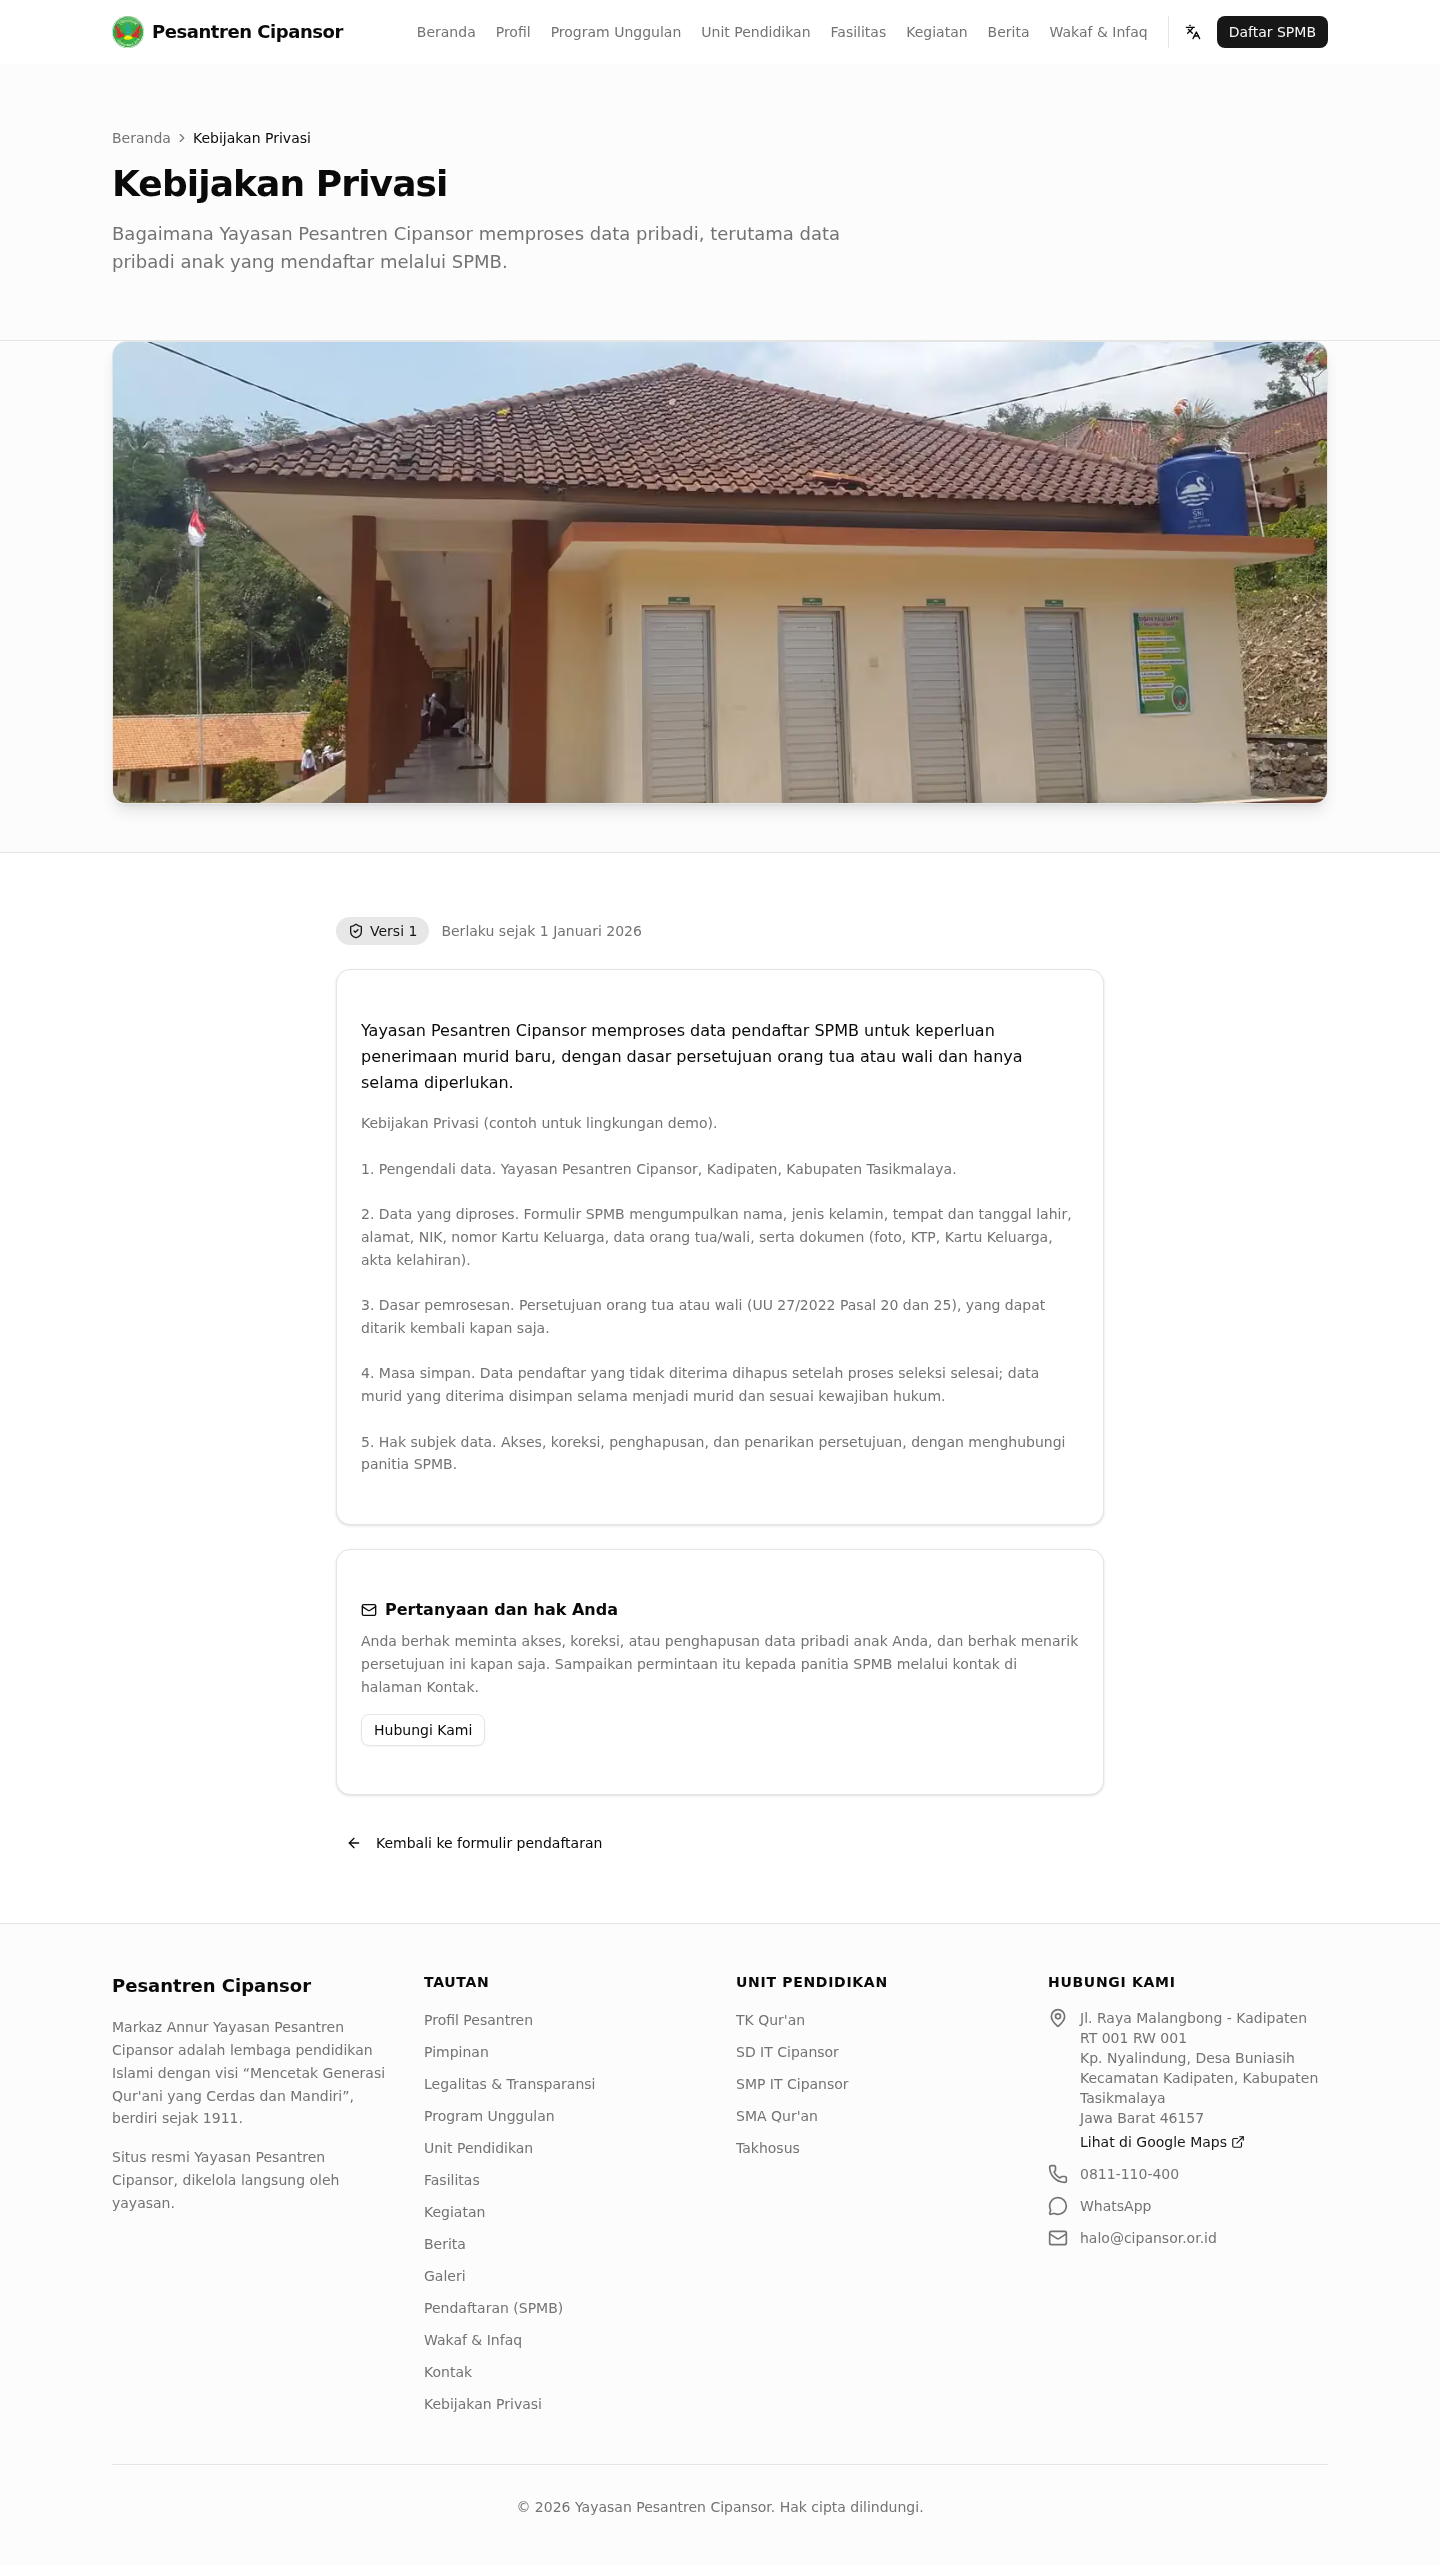 Pesantren Cipansor
Beranda
Profil
Program Unggulan
Unit Pendidikan
Fasilitas
Kegiatan
Berita
Wakaf & Infaq
Daftar SPMB
Beranda
Kebijakan Privasi
Kebijakan Privasi
Bagaimana Yayasan Pesantren Cipansor memproses data pribadi, terutama data
pribadi anak yang mendaftar melalui SPMB.
Versi 1
Berlaku sejak 1 Januari 2026
Yayasan Pesantren Cipansor memproses data pendaftar SPMB untuk keperluan
penerimaan murid baru, dengan dasar persetujuan orang tua atau wali dan hanya
selama diperlukan.
Kebijakan Privasi (contoh untuk lingkungan demo).
1. Pengendali data. Yayasan Pesantren Cipansor, Kadipaten, Kabupaten Tasikmalaya.
2. Data yang diproses. Formulir SPMB mengumpulkan nama, jenis kelamin, tempat dan tanggal lahir,
alamat, NIK, nomor Kartu Keluarga, data orang tua/wali, serta dokumen (foto, KTP, Kartu Keluarga,
akta kelahiran).
3. Dasar pemrosesan. Persetujuan orang tua atau wali (UU 27/2022 Pasal 20 dan 25), yang dapat
ditarik kembali kapan saja.
4. Masa simpan. Data pendaftar yang tidak diterima dihapus setelah proses seleksi selesai; data
murid yang diterima disimpan selama menjadi murid dan sesuai kewajiban hukum.
5. Hak subjek data. Akses, koreksi, penghapusan, dan penarikan persetujuan, dengan menghubungi
panitia SPMB.
Pertanyaan dan hak Anda
Anda berhak meminta akses, koreksi, atau penghapusan data pribadi anak Anda, dan berhak menarik
persetujuan ini kapan saja. Sampaikan permintaan itu kepada panitia SPMB melalui kontak di
halaman Kontak.
Hubungi Kami
Kembali ke formulir pendaftaran
Pesantren Cipansor
Markaz Annur Yayasan Pesantren
Cipansor adalah lembaga pendidikan
Islami dengan visi “Mencetak Generasi
Qur'ani yang Cerdas dan Mandiri”,
berdiri sejak 1911.
Situs resmi Yayasan Pesantren
Cipansor, dikelola langsung oleh
yayasan.
TAUTAN
Profil Pesantren
Pimpinan
Legalitas & Transparansi
Program Unggulan
Unit Pendidikan
Fasilitas
Kegiatan
Berita
Galeri
Pendaftaran (SPMB)
Wakaf & Infaq
Kontak
Kebijakan Privasi
UNIT PENDIDIKAN
TK Qur'an
SD IT Cipansor
SMP IT Cipansor
SMA Qur'an
Takhosus
HUBUNGI KAMI
Jl. Raya Malangbong - Kadipaten
RT 001 RW 001
Kp. Nyalindung, Desa Buniasih
Kecamatan Kadipaten, Kabupaten
Tasikmalaya
Jawa Barat 46157
Lihat di Google Maps
0811-110-400
WhatsApp
halo@cipansor.or.id
© 2026 Yayasan Pesantren Cipansor. Hak cipta dilindungi.